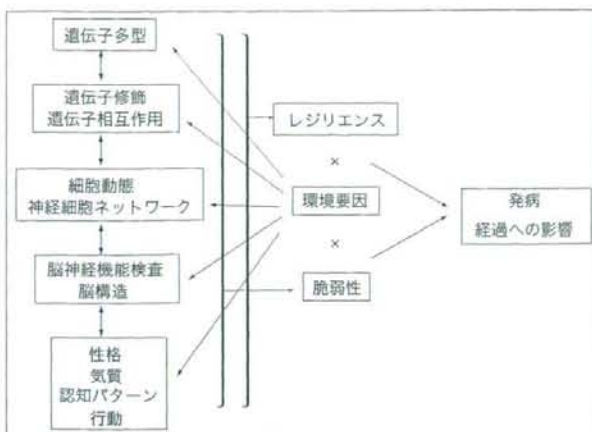 遺伝子多型
遺伝子修飾
遺伝子相互作用
細胞動態
神経細胞ネットワーク
脳神経機能検査
脳構造
性格
気質
認知パターン
行動
レジリエンス
×
環境要因
×
脆弱性
発病
経過への影響